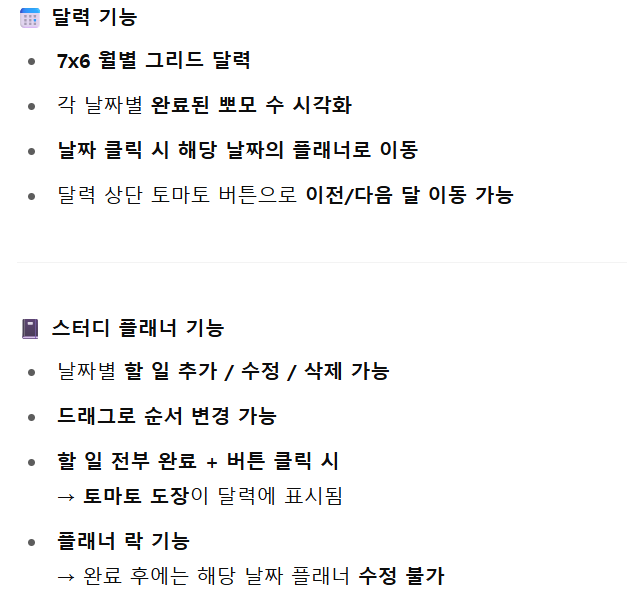 달력 기능
7x6 월별 그리드 달력
각 날짜별 완료된 뽀모 수 시각화
날짜 클릭 시 해당 날짜의 플래너로 이동
달력 상단 토마토 버튼으로 이전/다음 달 이동 가능
스터디 플래너 기능
날짜별 할 일 추가 / 수정 / 삭제 가능
드래그로 순서 변경 가능
할 일 전부 완료 + 버튼 클릭 시
→ 토마토 도장이 달력에 표시됨
플래너 락 기능
→ 완료 후에는 해당 날짜 플래너 수정 불가